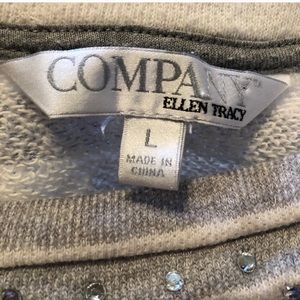 COMPANY
ELLEN TRACY
L
MADE IN
CHINA